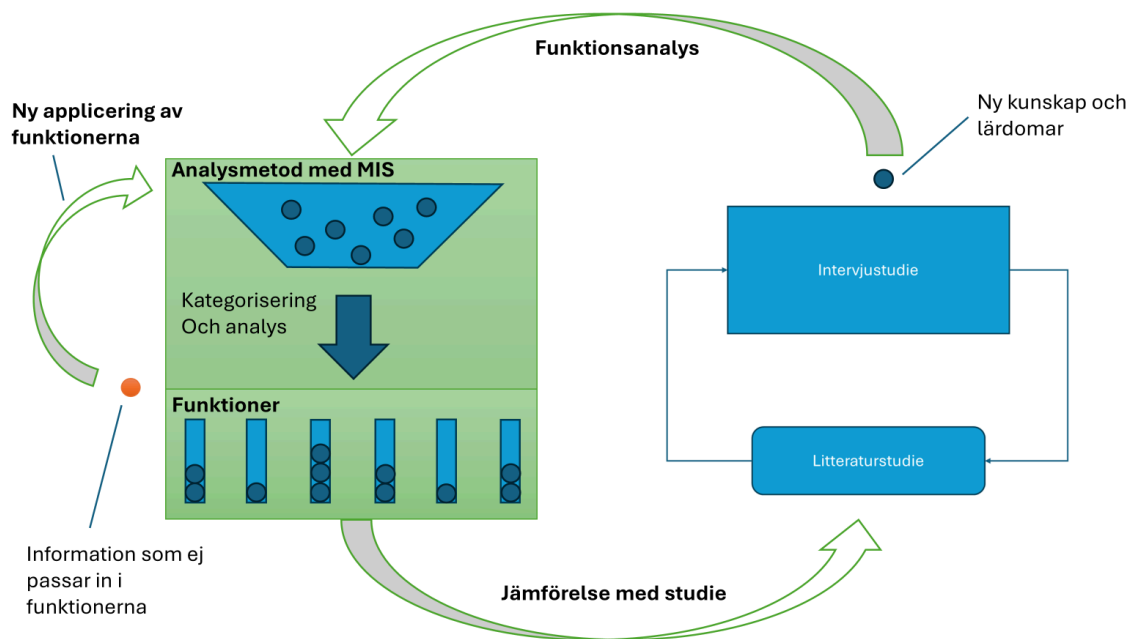 Funktionsanalys
Ny kunskap och
lärdomar
Ny applicering av
funktionerna
Analysmetod med MIS
Kategorisering
Och analys
Funktioner
Intervjustudie
Litteraturstudie
Information som ej
passar in i
funktionerna
Jämförelse med studie